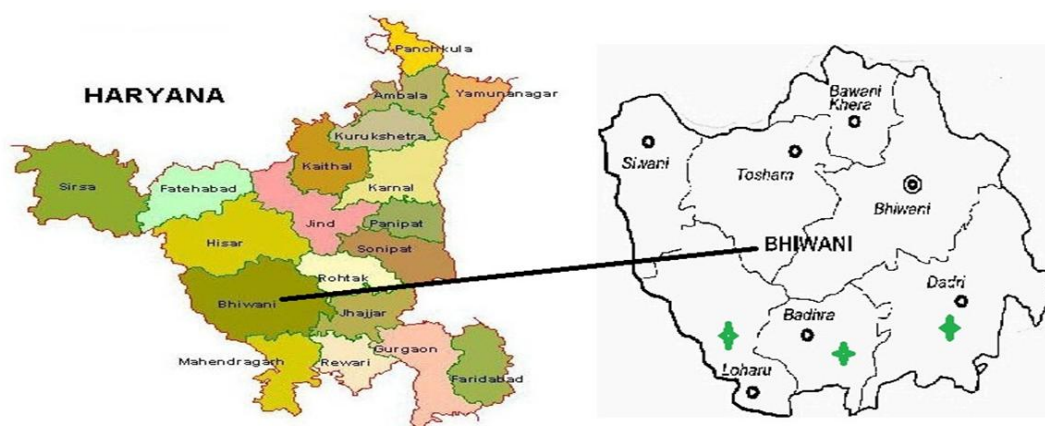 HARYANA
Panchkula
Ambala
Yamunanagar
Kurukshetra
Kaithal
Karnal
Sirsa
Fatehabad
Jind
Panipat
Hisar
Sonipat
Rohtak
Bhiwani
Jhajjar
Mahendragarh
Rewari
Gurgaon
Faridabad
Bawani
Khera
Siwani
Tosham
Bhiwani
BHIWANI
Dadri
Badhra
Loharu